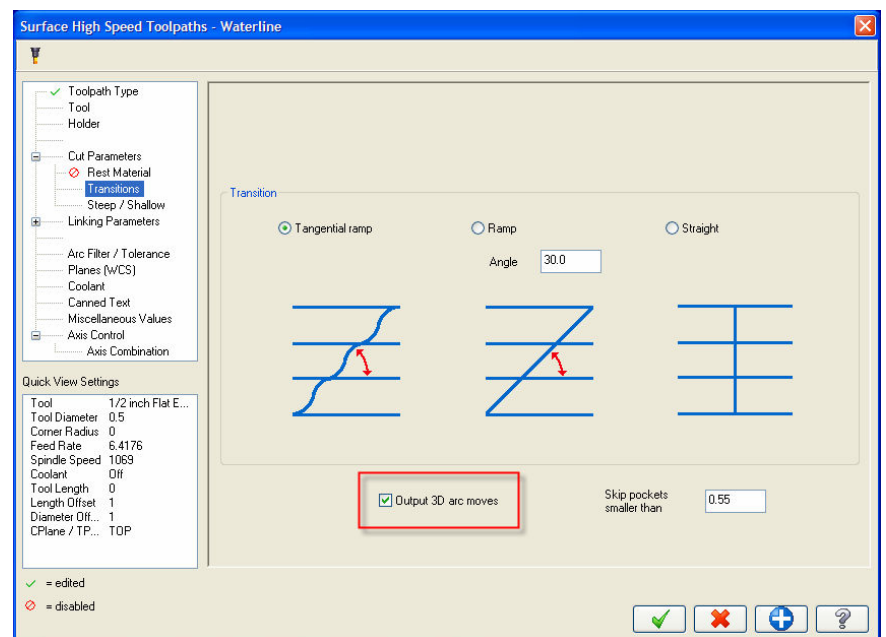 Surface High Speed Toolpaths - Waterline
Toolpath Type
Tool
Holder
Cut Parameters
Rest Material
Transitions
Steep / Shallow
Linking Parameters
Arc Filter / Tolerance
Planes (WCS)
Coolant
Canned Text
Miscellaneous Values
Axis Control
Axis Combination
Quick View Settings
Tool 1/2 inch Flat E...
Tool Diameter 0.5
Corner Radius 0
Feed Rate 6.4176
Spindle Speed 1069
Coolant Off
Tool Length 0
Length Offset 1
Diameter Off... 1
CPlane / TP... TOP
= edited
= disabled
Transition
Tangential ramp
Ramp
Straight
Angle 30.0
Output 3D arc moves
Skip pockets
smaller than
0.55